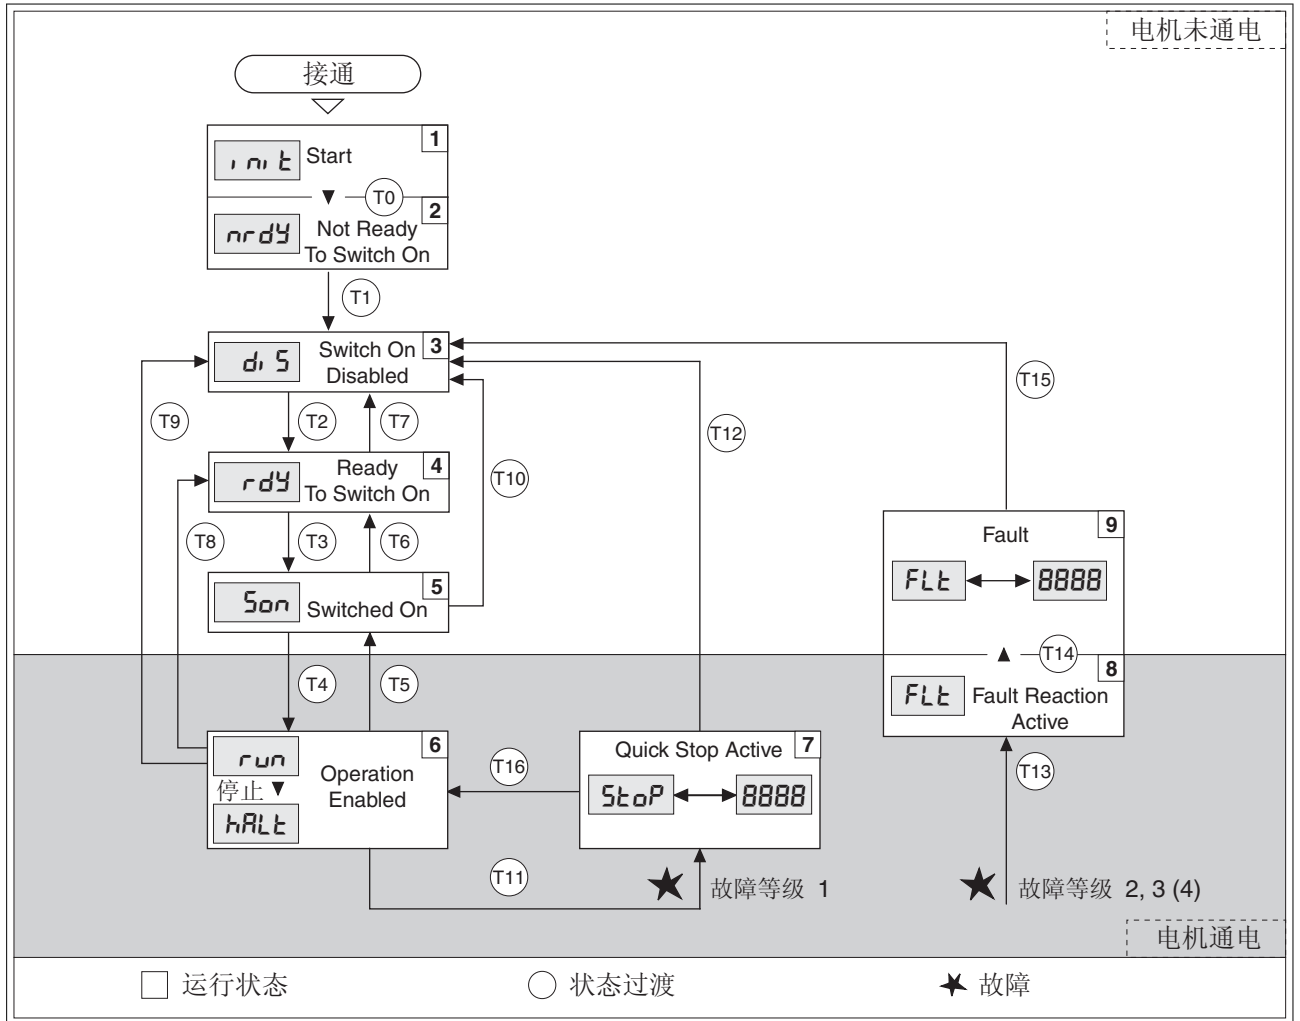 电机未通电
接通
1
init Start
T0
2
nrdy Not Ready
To Switch On
T1
3
dis Switch On
Disabled
T15
T9
T2
T7
T12
4
rdy Ready
To Switch On
T10
T8
T3
T6
9
Fault
FLt 8888
5
Son Switched On
T14
8
FLt Fault Reaction
Active
T4
T5
6
run
停止
hALt
Operation
Enabled
T16
7
Quick Stop Active
StoP 8888
T13
T11
故障等级 1
故障等级 2, 3 (4)
电机通电
运行状态
状态过渡
故障